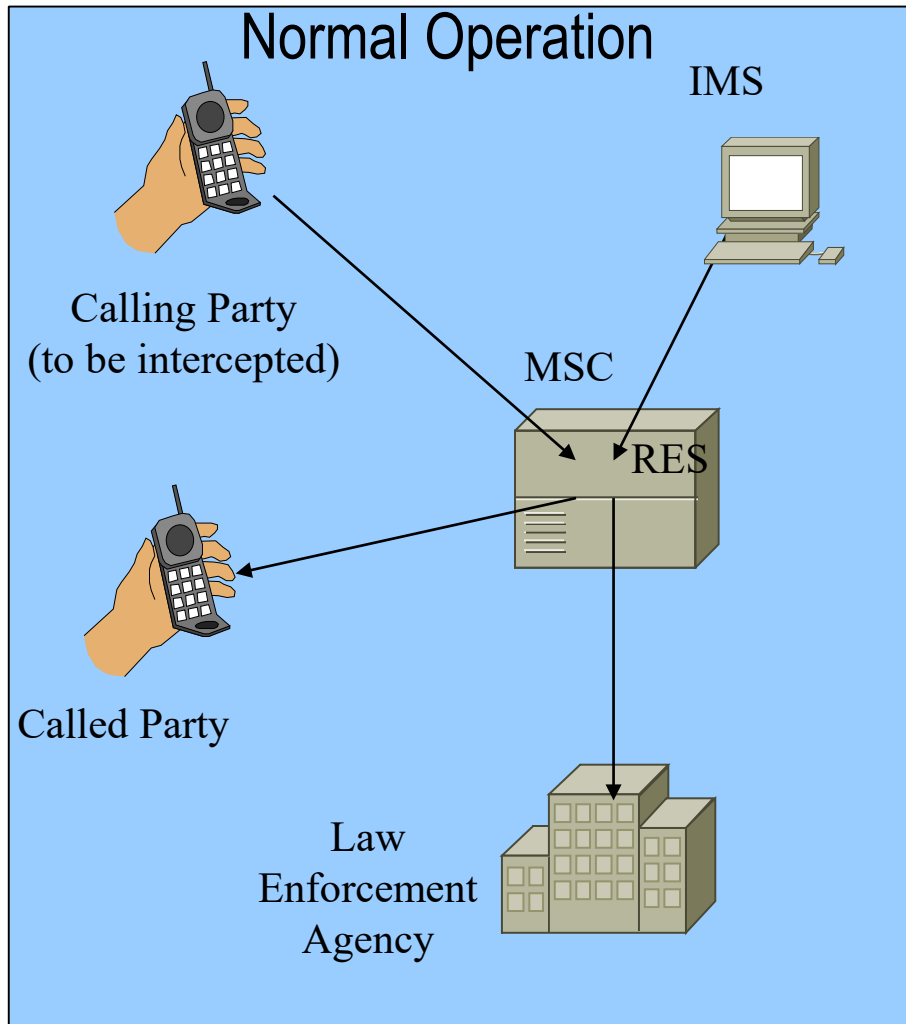 Normal Operation
IMS
Calling Party
(to be intercepted)
MSC
RES
Called Party
Law
Enforcement
Agency